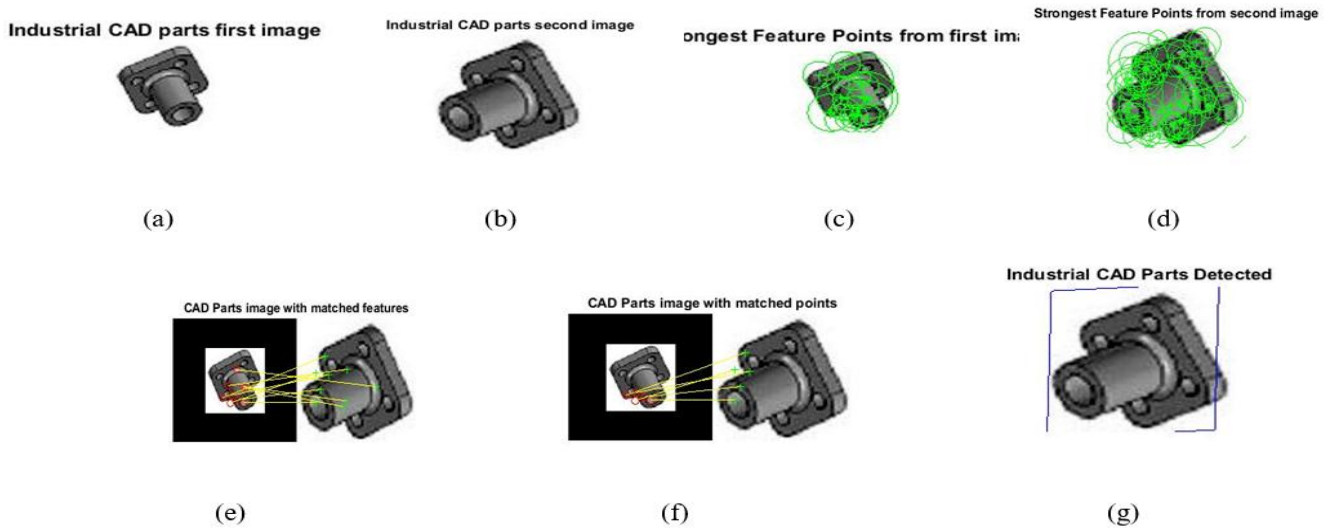 Industrial CAD parts first image
Industrial CAD parts second image
ongest Feature Points from first ima
Strongest Feature Points from second image
(a)
(b)
(c)
(d)
CAD Parts image with matched features
CAD Parts image with matched points
Industrial CAD Parts Detected
(e)
(f)
(g)